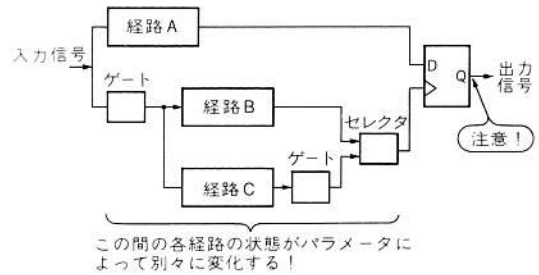 経路A
入力信号
ゲート
D
Q
出力
信号
経路B
セレクタ
注意！
ゲート
経路C
この間の各経路の状態がパラメータに
よって別々に変化する！